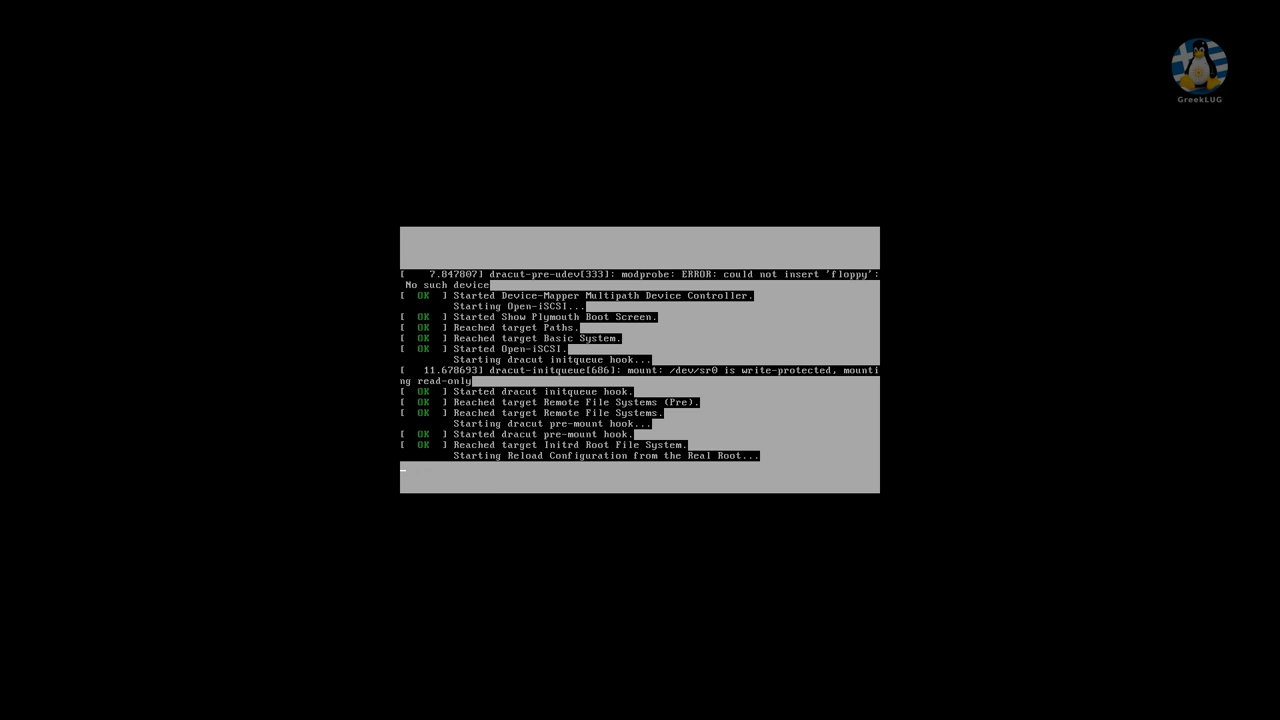 GreekLUG
[    7.847807] dracut-pre-udev[333]: modprobe: ERROR: could not insert 'floppy':
 No such device
[  OK  ] Started Device-Mapper Multipath Device Controller.
         Starting Open-iSCSI...
[  OK  ] Started Show Plymouth Boot Screen.
[  OK  ] Reached target Paths.
[  OK  ] Reached target Basic System.
[  OK  ] Started Open-iSCSI.
         Starting dracut initqueue hook...
[   11.678693] dracut-initqueue[686]: mount: /dev/sr0 is write-protected, mounti
ng read-only
[  OK  ] Started dracut initqueue hook.
[  OK  ] Reached target Remote File Systems (Pre).
[  OK  ] Reached target Remote File Systems.
         Starting dracut pre-mount hook...
[  OK  ] Started dracut pre-mount hook.
[  OK  ] Reached target Initrd Root File System.
         Starting Reload Configuration from the Real Root...